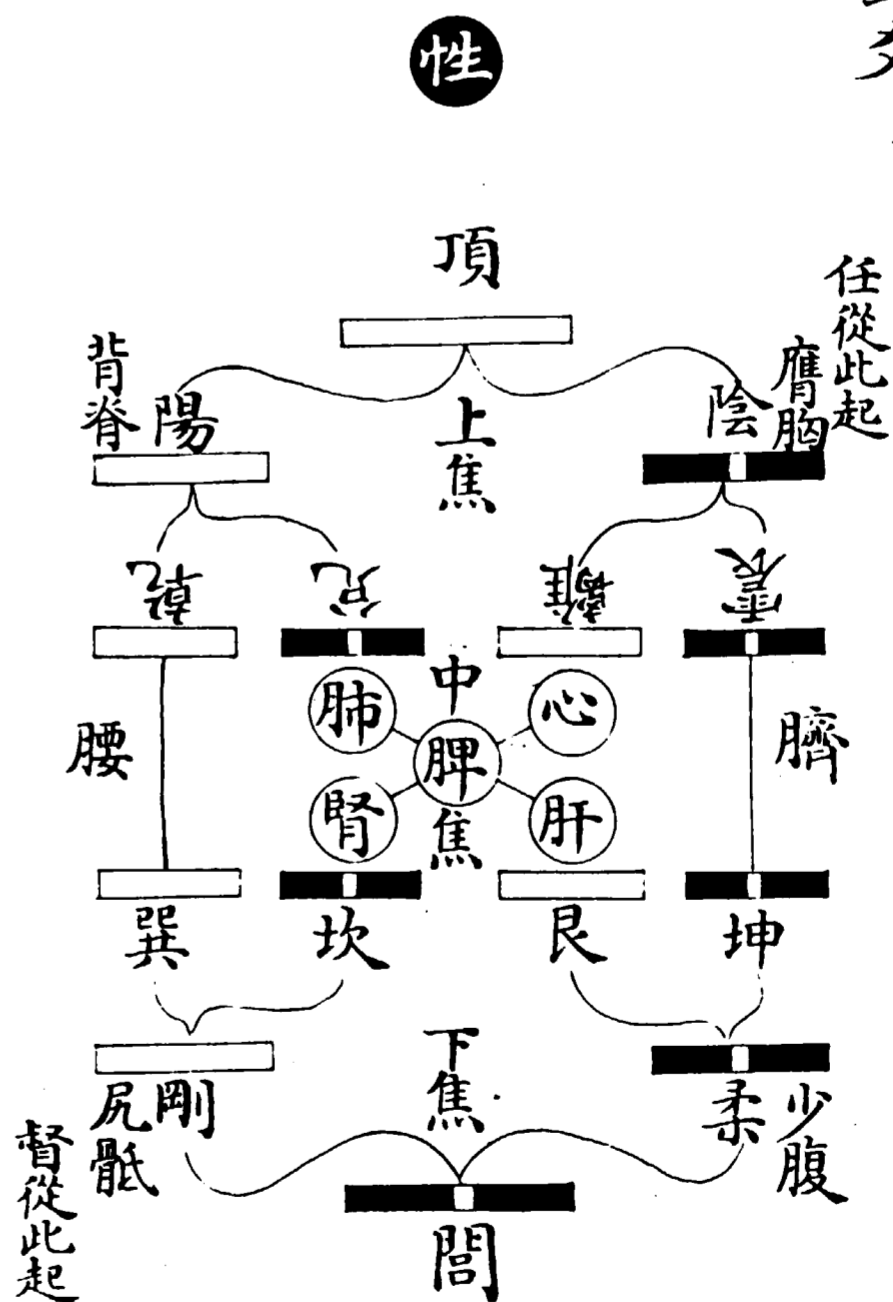 性
頂
任從此起
膺胸
陰
陽
背脊
上焦
震
離
兌
乾
中焦
心
肺
脾
肝
腎
臍
腰
坤
艮
坎
巽
下焦
少腹
柔
剛
尻骶
督從此起
閭